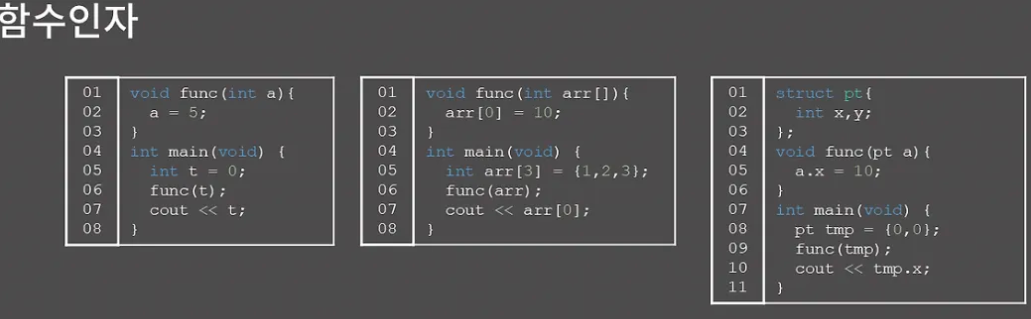 함수인자
01 void func(int a){
02   a = 5;
03 }
04 int main(void) {
05   int t = 0;
06   func(t);
07   cout << t;
08 }
01 void func(int arr[]){
02   arr[0] = 10;
03 }
04 int main(void) {
05   int arr[3] = {1,2,3};
06   func(arr);
07   cout << arr[0];
08 }
01 struct pt{
02   int x,y;
03 };
04 void func(pt a){
05   a.x = 10;
06 }
07 int main(void) {
08   pt tmp = {0,0};
09   func(tmp);
10   cout << tmp.x;
11 }